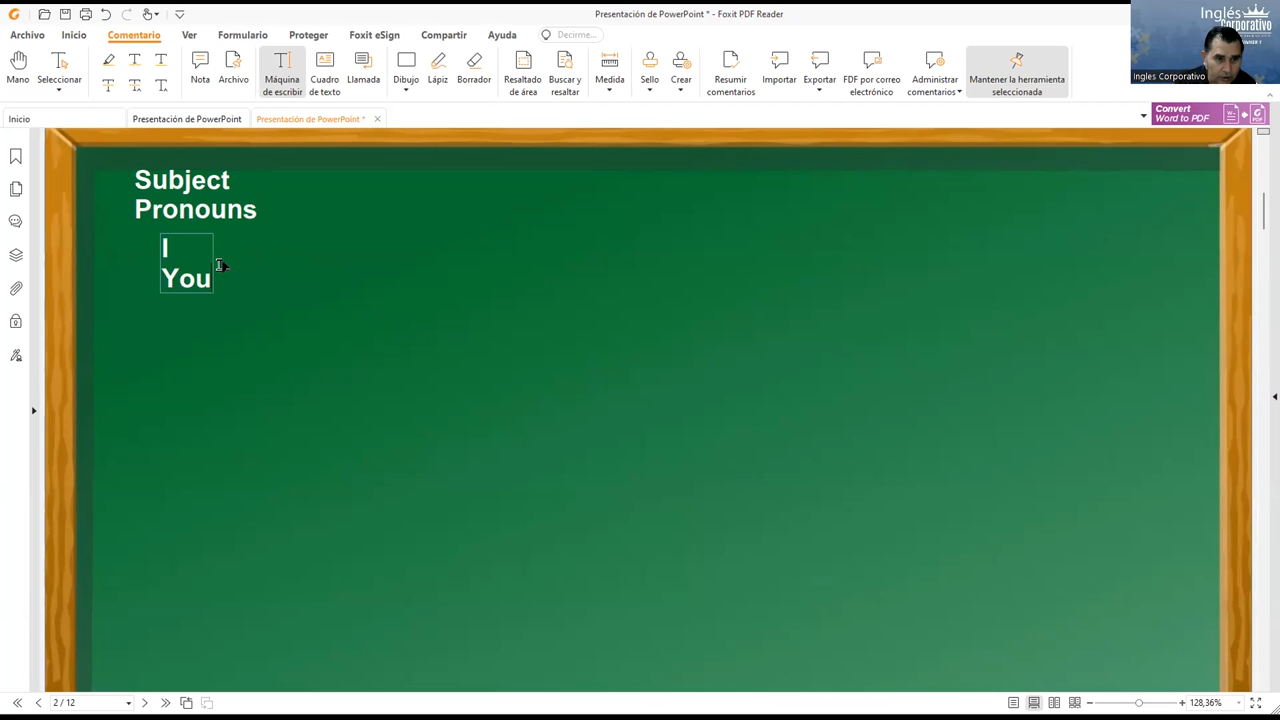 Presentación de PowerPoint * - Foxit PDF Reader
Archivo Inicio Comentario Ver Formulario Proteger Foxit eSign Compartir Ayuda Decirme...
Mano Seleccionar Nota Archivo Máquina de escribir Cuadro de texto Llamada Dibujo Lápiz Borrador Resaltado de área Buscar y resaltar Medida Sello Crear Resumir comentarios Importar Exportar PDF por correo electrónico Administrar comentarios Mantener la herramienta seleccionada
Inglés
Corporativo
Ingles Corporativo
Inicio Presentación de PowerPoint Presentación de PowerPoint *
Convert
Word to PDF
Subject
Pronouns
I
You
2 / 12
128,36%